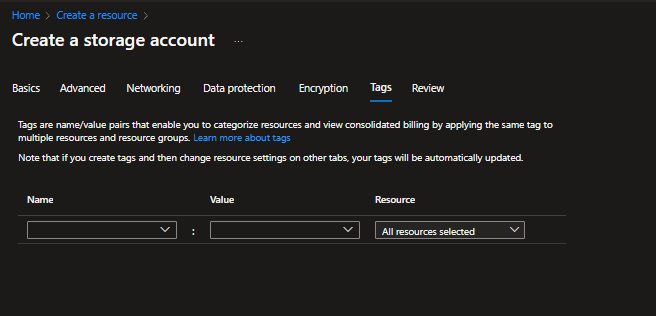 Home > Create a resource >
Create a storage account ...
Basics Advanced Networking Data protection Encryption Tags Review
Tags are name/value pairs that enable you to categorize resources and view consolidated billing by applying the same tag to
multiple resources and resource groups. Learn more about tags
Note that if you create tags and then change resource settings on other tabs, your tags will be automatically updated.
Name Value Resource
: All resources selected